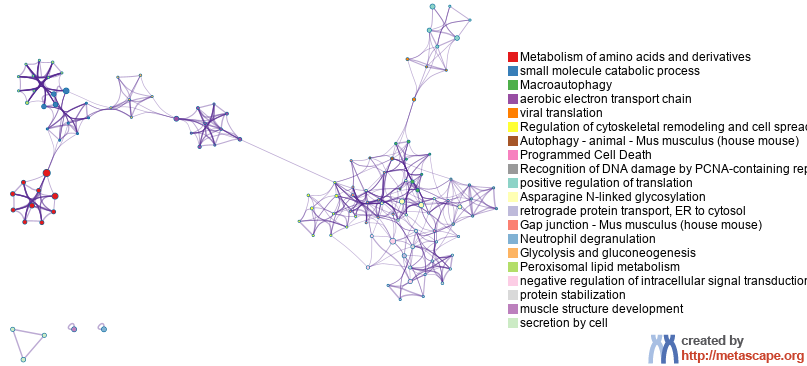 Metabolism of amino acids and derivatives
small molecule catabolic process
Macroautophagy
aerobic electron transport chain
viral translation
Regulation of cytoskeletal remodeling and cell sprea
Autophagy - animal - Mus musculus (house mouse)
Programmed Cell Death
Recognition of DNA damage by PCNA-containing rep
positive regulation of translation
Asparagine N-linked glycosylation
retrograde protein transport, ER to cytosol
Gap junction - Mus musculus (house mouse)
Neutrophil degranulation
Glycolysis and gluconeogenesis
Peroxisomal lipid metabolism
negative regulation of intracellular signal transduction
protein stabilization
muscle structure development
secretion by cell
created by
http://metascape.org